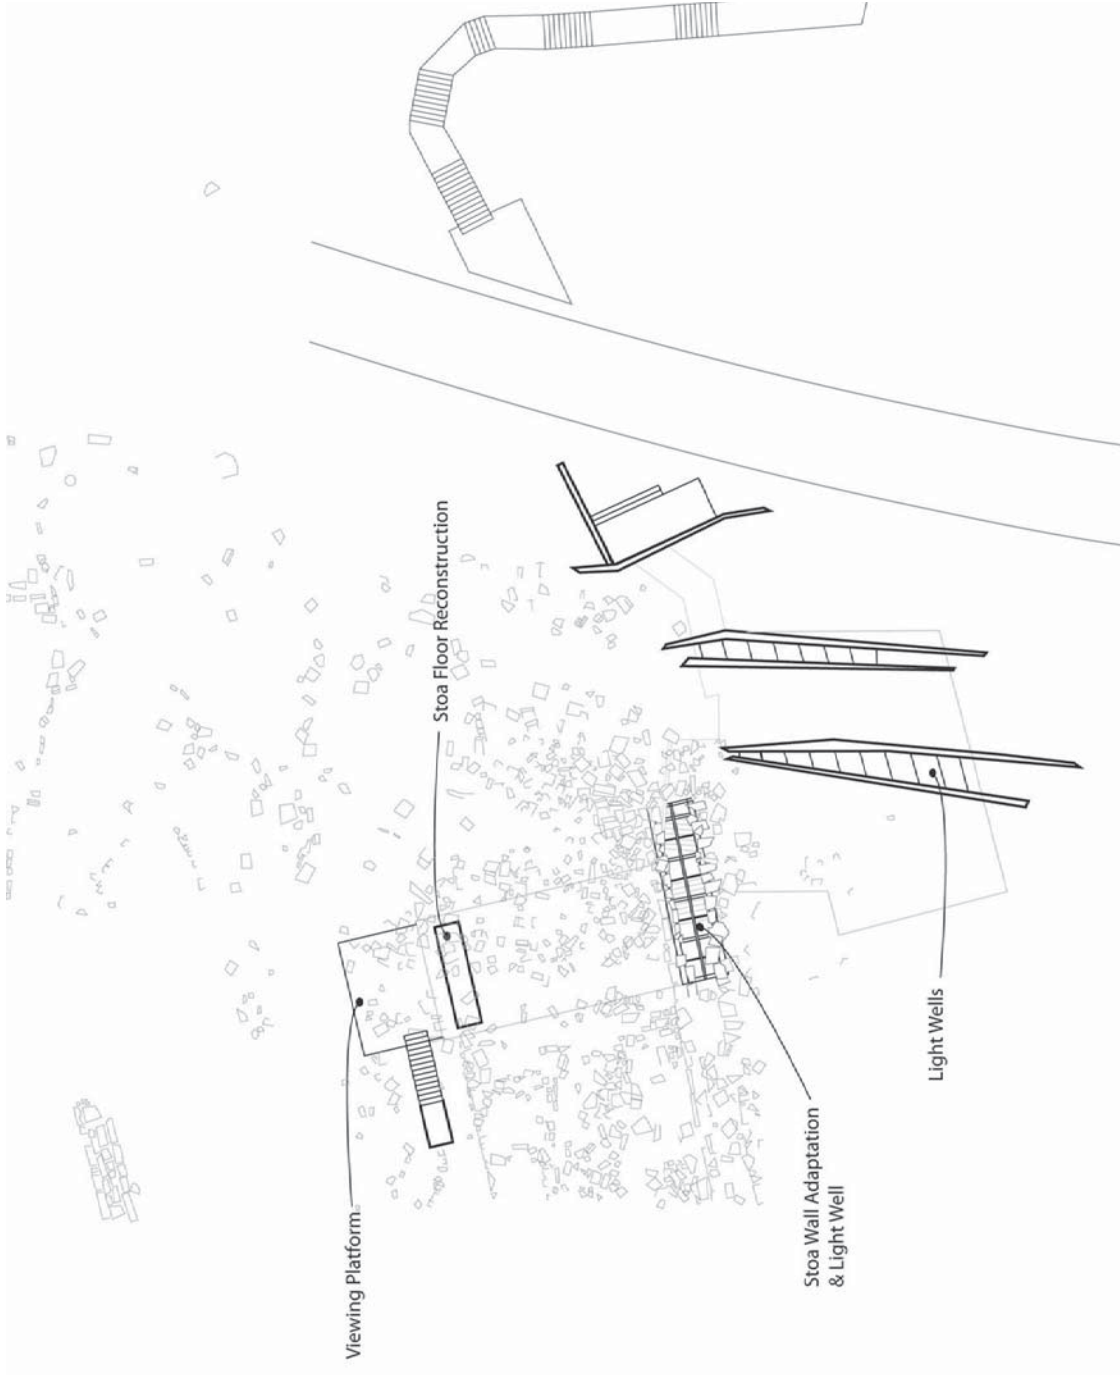 Viewing Platform
Stoa Floor Reconstruction
Stoa Wall Adaptation
& Light Well
Light Wells